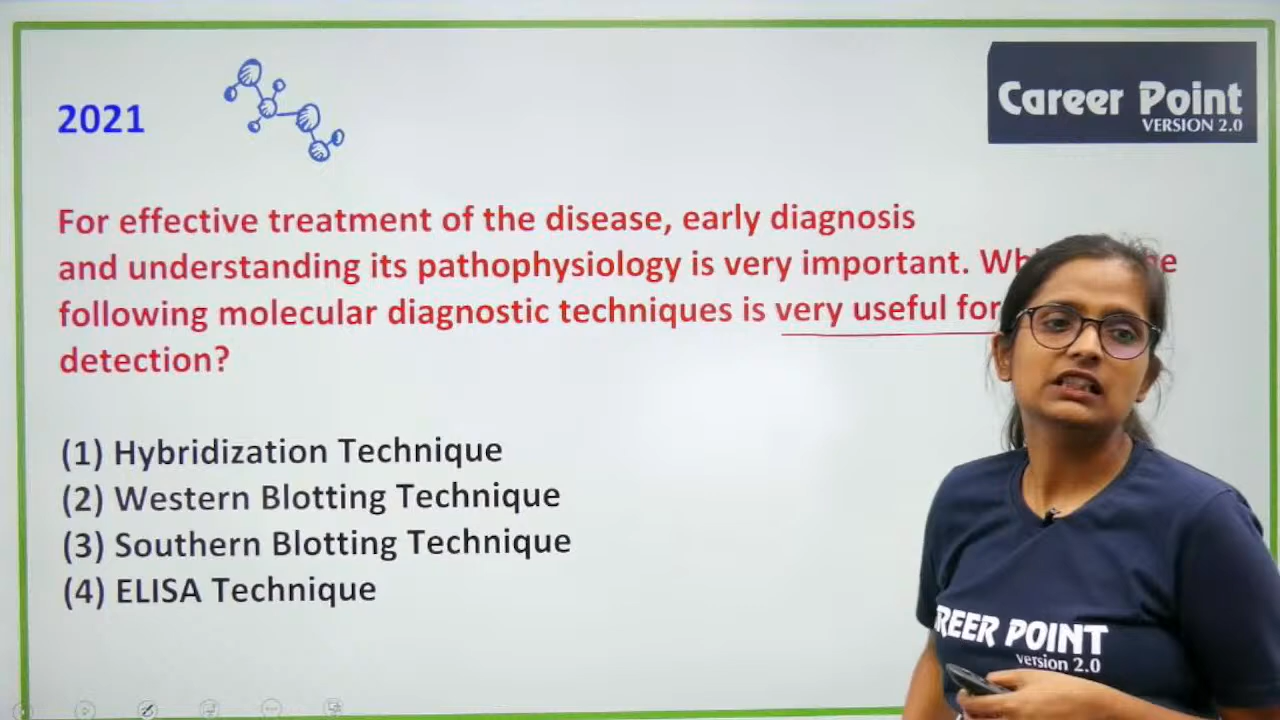 2021
Career Point
VERSION 2.0
For effective treatment of the disease, early diagnosis
and understanding its pathophysiology is very important.
following molecular diagnostic techniques is very useful for
detection?
(1) Hybridization Technique
(2) Western Blotting Technique
(3) Southern Blotting Technique
(4) ELISA Technique
REER POINT
version 2.0